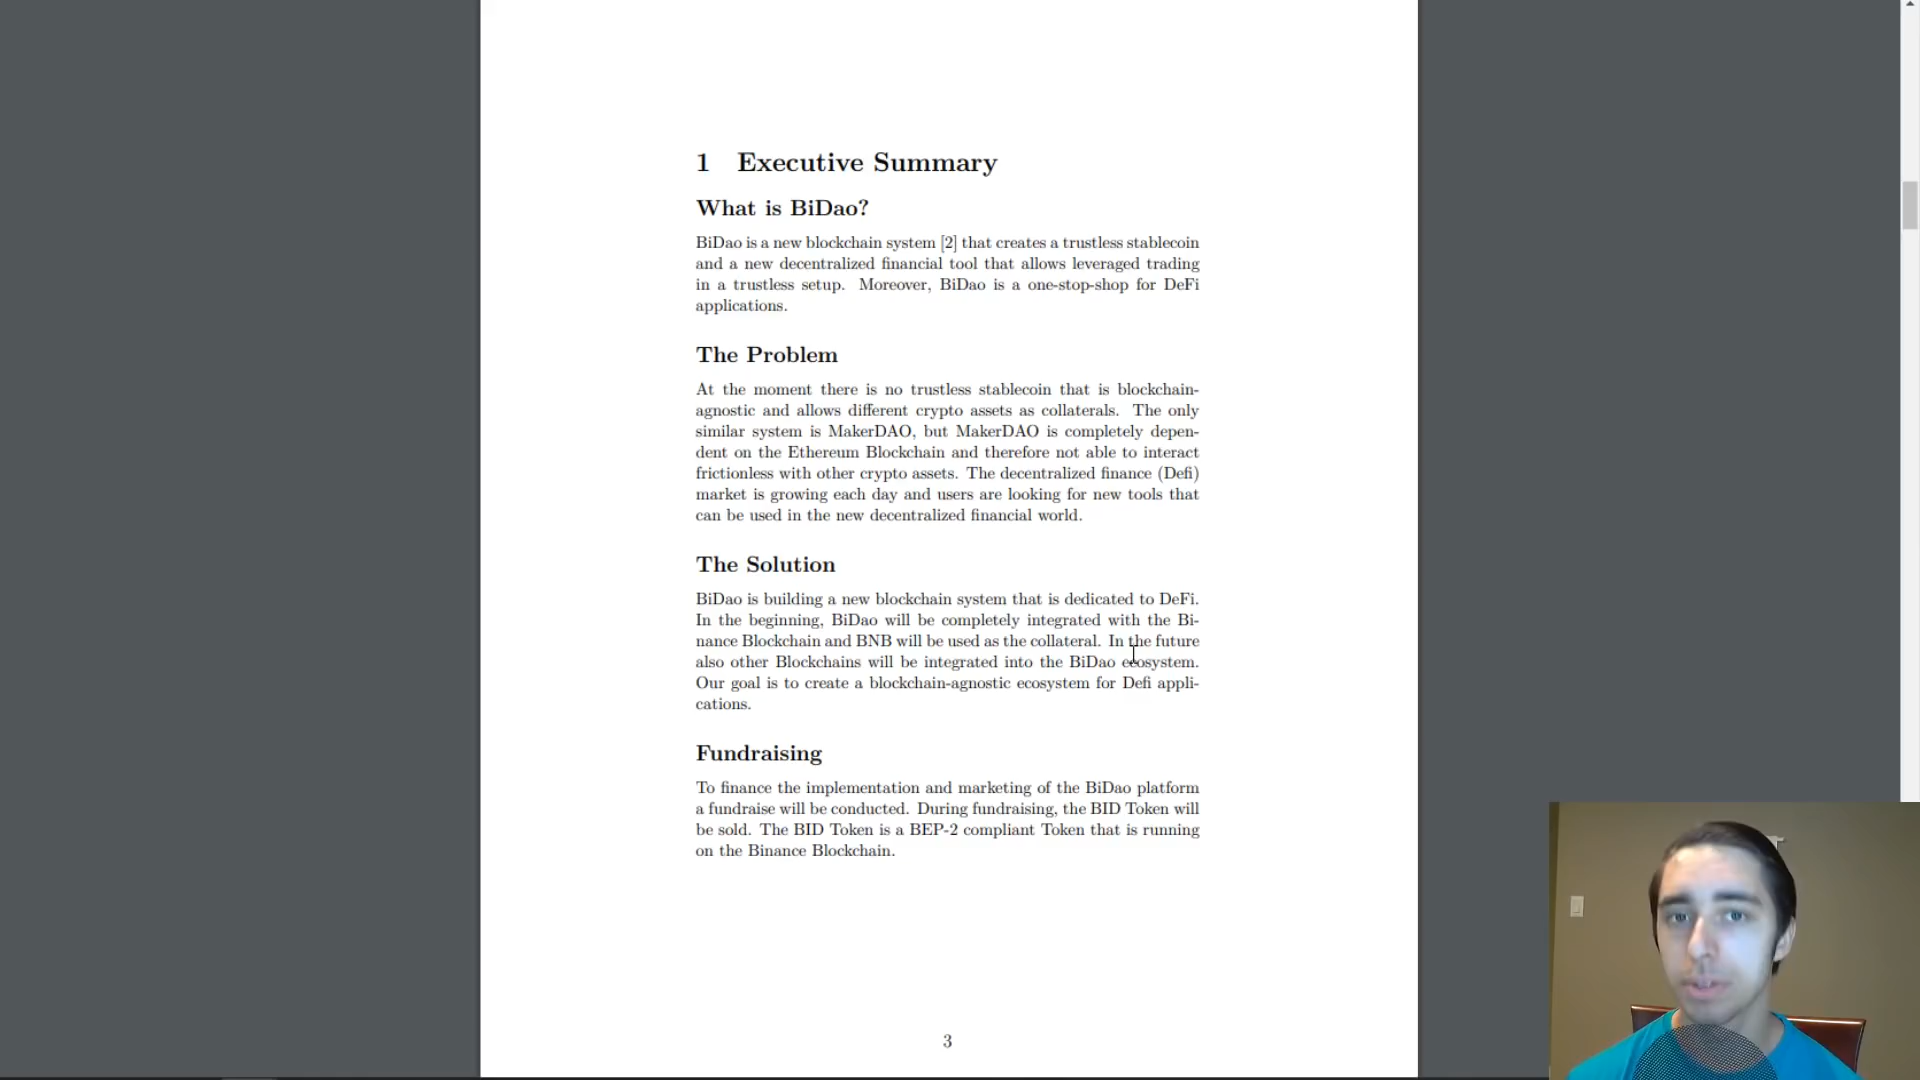 1 Executive Summary
What is BiDao?
BiDao is a new blockchain system [2] that creates a trustless stablecoin
and a new decentralized financial tool that allows leveraged trading
in a trustless setup. Moreover, BiDao is a one-stop-shop for DeFi
applications.
The Problem
At the moment there is no trustless stablecoin that is blockchain-
agnostic and allows different crypto assets as collaterals. The only
similar system is MakerDAO, but MakerDAO is completely depen-
dent on the Ethereum Blockchain and therefore not able to interact
frictionless with other crypto assets. The decentralized finance (Defi)
market is growing each day and users are looking for new tools that
can be used in the new decentralized financial world.
The Solution
BiDao is building a new blockchain system that is dedicated to DeFi.
In the beginning, BiDao will be completely integrated with the Bi-
nance Blockchain and BNB will be used as the collateral. In the future
also other Blockchains will be integrated into the BiDao ecosystem.
Our goal is to create a blockchain-agnostic ecosystem for Defi appli-
cations.
Fundraising
To finance the implementation and marketing of the BiDao platform
a fundraise will be conducted. During fundraising, the BID Token will
be sold. The BID Token is a BEP-2 compliant Token that is running
on the Binance Blockchain.
3